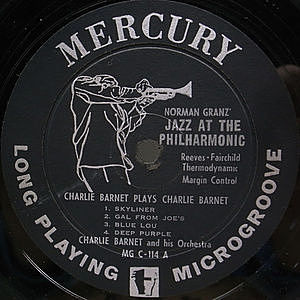 MERCURY
NORMAN GRANZ'
JAZZ AT THE
PHILHARMONIC
Reeves-Fairchild
Thermodynamic
Margin Control
CHARLIE BARNET PLAYS CHARLIE BARNET
1. SKYLINER
2. GAL FROM JOE'S
3. BLUE LOU
4. DEEP PURPLE
CHARLIE BARNET and his Orchestra
MG C-114 A
LONG PLAYING MICROGROOVE